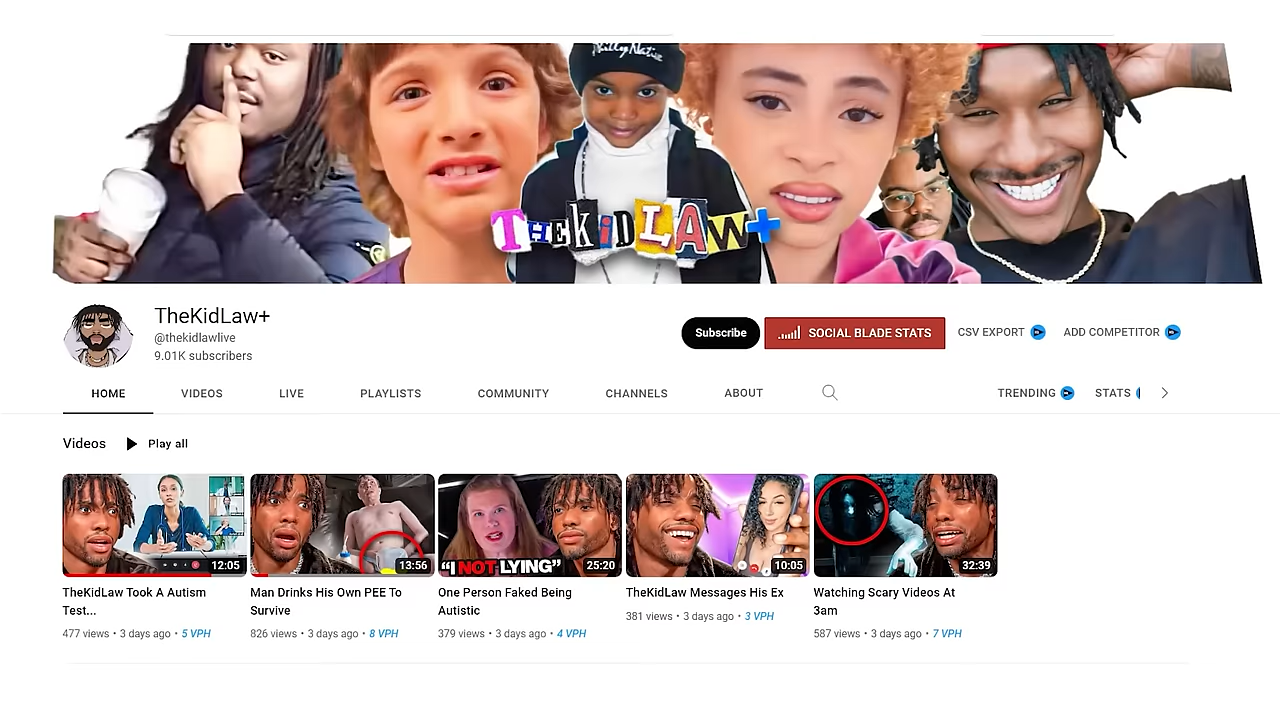 Philly Native
THEKiDLAW+
TheKidLaw+
@thekidlawlive
9.01K subscribers
Subscribe
SOCIAL BLADE STATS
CSV EXPORT
ADD COMPETITOR
HOME
VIDEOS
LIVE
PLAYLISTS
COMMUNITY
CHANNELS
ABOUT
TRENDING
STATS
Videos
Play all
12:05
13:56
"I NOT LYING"
25:20
10:05
32:39
TheKidLaw Took A Autism
Test...
477 views • 3 days ago • 5 VPH
Man Drinks His Own PEE To
Survive
826 views • 3 days ago • 8 VPH
One Person Faked Being
Autistic
379 views • 3 days ago • 4 VPH
TheKidLaw Messages His Ex
381 views • 3 days ago • 3 VPH
Watching Scary Videos At
3am
587 views • 3 days ago • 7 VPH